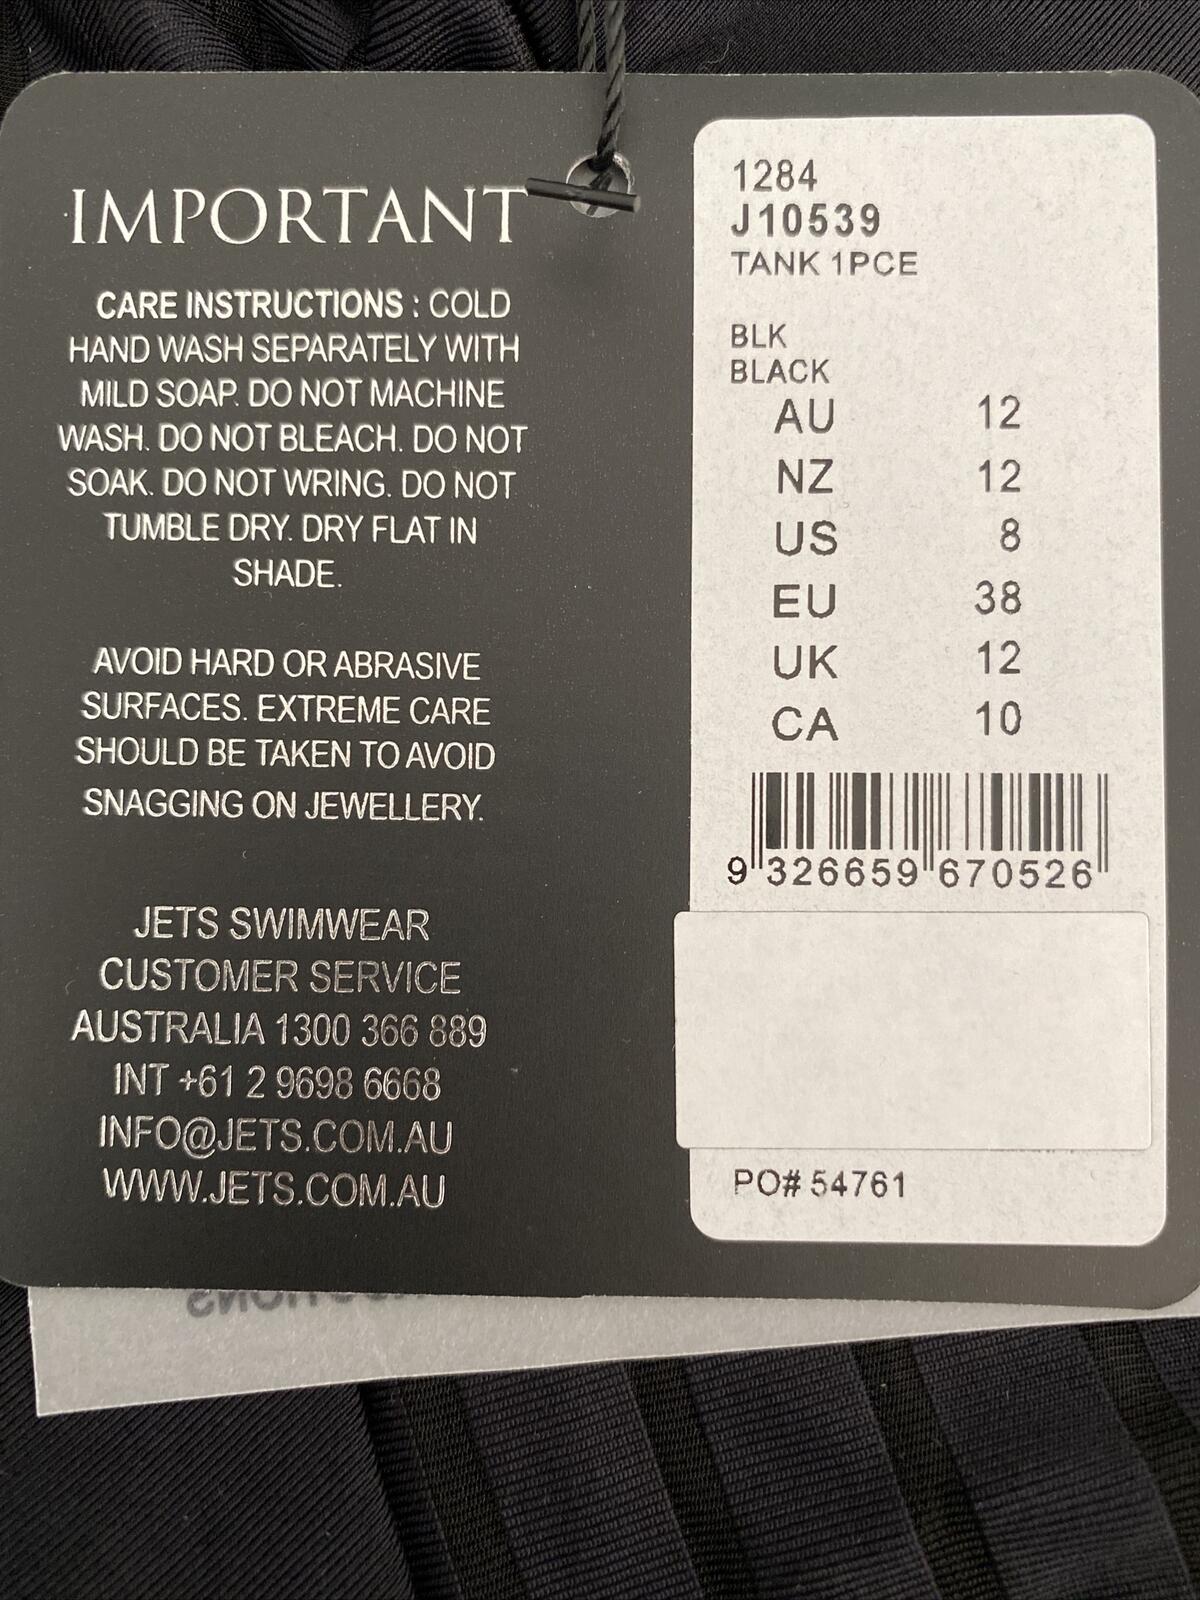 IMPORTANT
CARE INSTRUCTIONS : COLD
HAND WASH SEPARATELY WITH
MILD SOAP. DO NOT MACHINE
WASH. DO NOT BLEACH. DO NOT
SOAK. DO NOT WRING. DO NOT
TUMBLE DRY. DRY FLAT IN
SHADE.
AVOID HARD OR ABRASIVE
SURFACES. EXTREME CARE
SHOULD BE TAKEN TO AVOID
SNAGGING ON JEWELLERY.
JETS SWIMWEAR
CUSTOMER SERVICE
AUSTRALIA 1300 366 889
INT +61 2 9698 6668
INFO@JETS.COM.AU
WWW.JETS.COM.AU
1284
J10539
TANK 1PCE
BLK
BLACK
AU 12
NZ 12
US 8
EU 38
UK 12
CA 10
9 326659 670526
PO# 54761